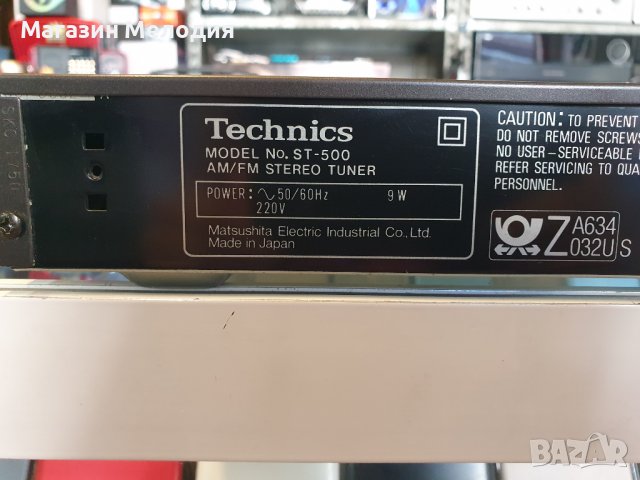 Магазин Мелодия
Technics
MODEL No. ST-500
AM/FM STEREO TUNER
POWER: ∿50/60Hz 9W
220V
Matsushita Electric Industrial Co., Ltd.
Made in Japan
CAUTION: TO PREVENT
DO NOT REMOVE SCREWS
NO USER-SERVICEABLE
REFER SERVICING TO QUA
PERSONNEL.
Z A634
032U S
BAZAR